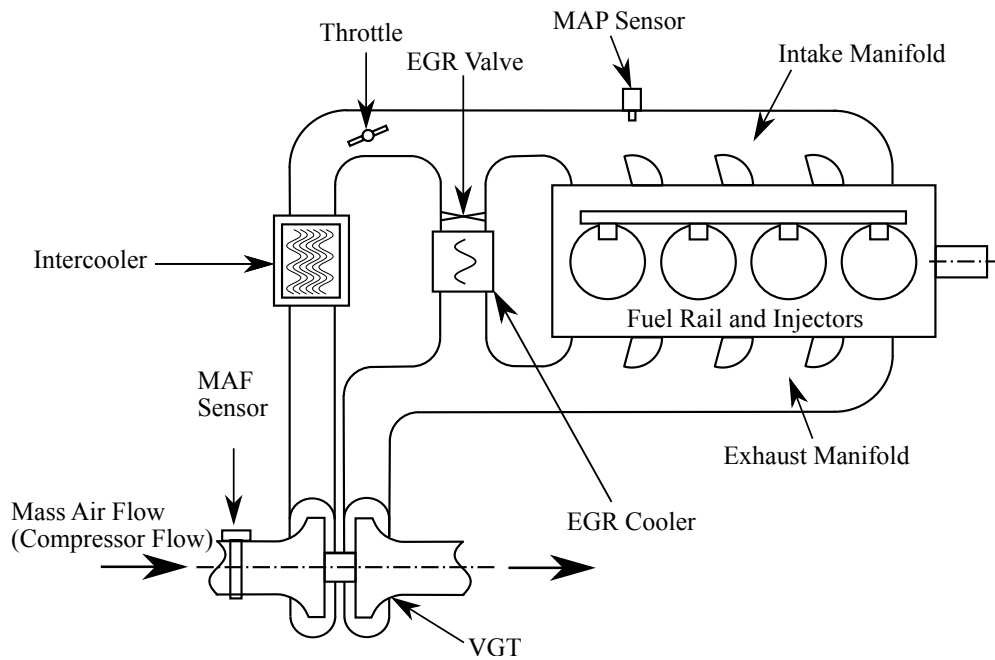 Throttle
EGR Valve
MAP Sensor
Intake Manifold
Intercooler
Fuel Rail and Injectors
MAF
Sensor
Exhaust Manifold
Mass Air Flow
(Compressor Flow)
EGR Cooler
VGT